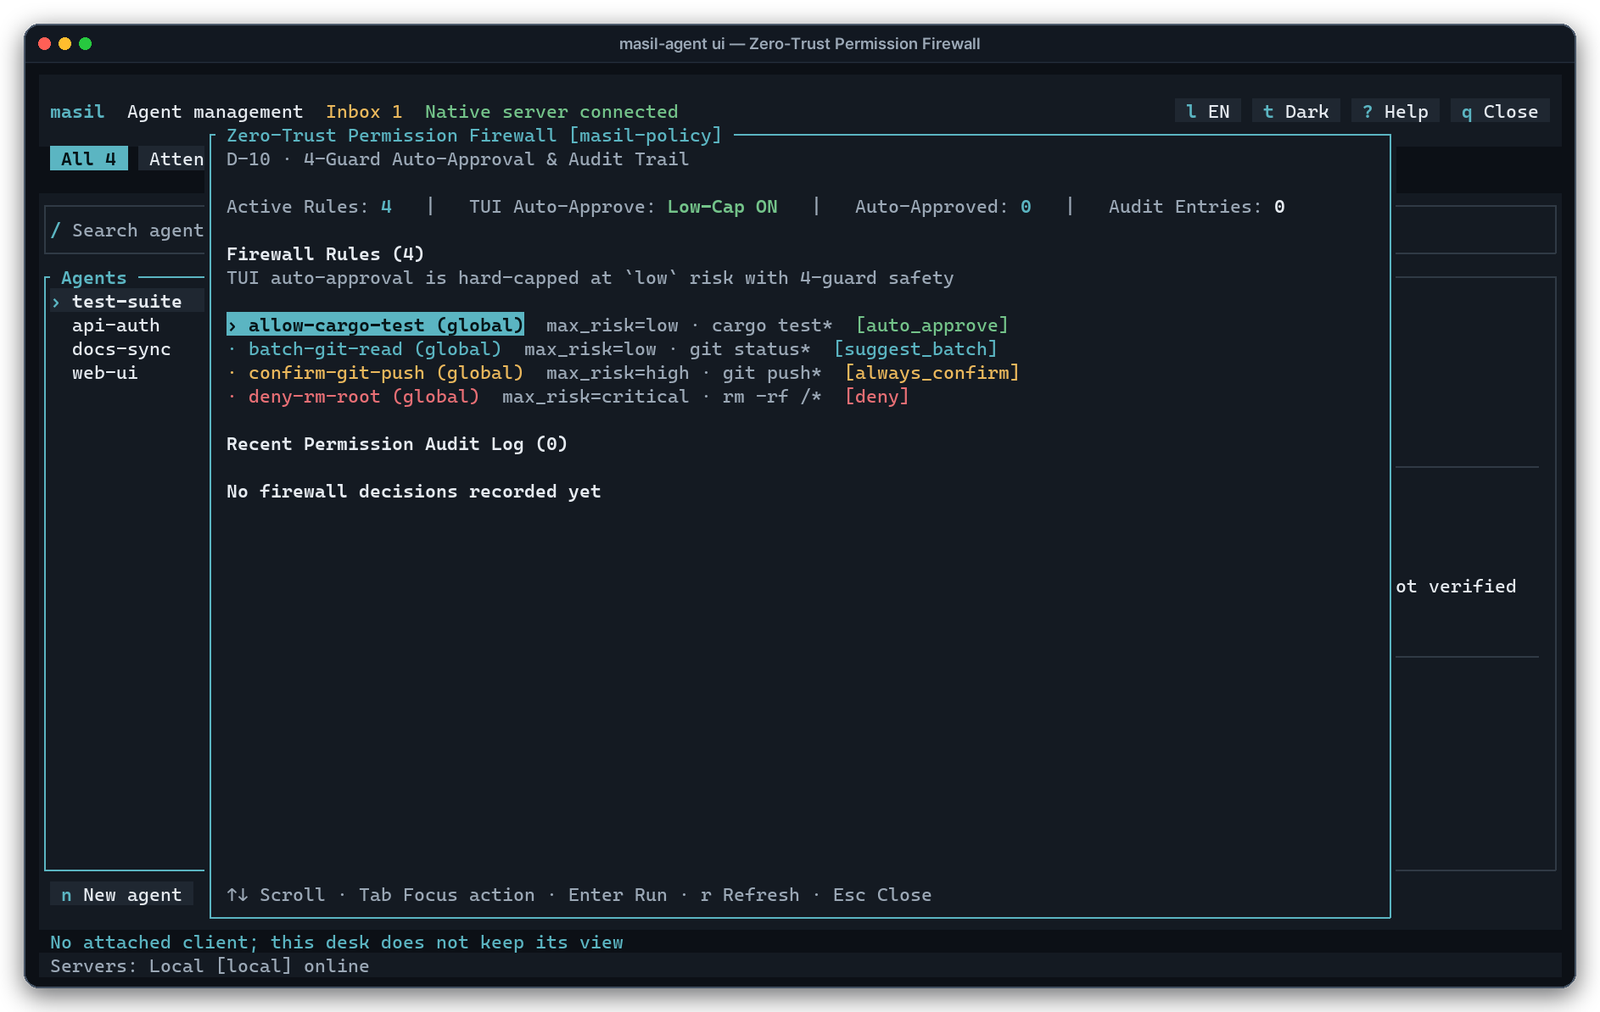 masil-agent ui — Zero-Trust Permission Firewall
masil Agent management Inbox 1 Native server connected l EN t Dark ? Help q Close
Zero-Trust Permission Firewall [masil-policy]
All 4 Atten D-10 · 4-Guard Auto-Approval & Audit Trail
Active Rules: 4 | TUI Auto-Approve: Low-Cap ON | Auto-Approved: 0 | Audit Entries: 0
/ Search agent
Firewall Rules (4)
Agents TUI auto-approval is hard-capped at `low` risk with 4-guard safety
› test-suite
api-auth › allow-cargo-test (global) max_risk=low · cargo test* [auto_approve]
docs-sync · batch-git-read (global) max_risk=low · git status* [suggest_batch]
web-ui · confirm-git-push (global) max_risk=high · git push* [always_confirm]
· deny-rm-root (global) max_risk=critical · rm -rf /* [deny]
Recent Permission Audit Log (0)
No firewall decisions recorded yet
ot verified
n New agent ↑↓ Scroll · Tab Focus action · Enter Run · r Refresh · Esc Close
No attached client; this desk does not keep its view
Servers: Local [local] online